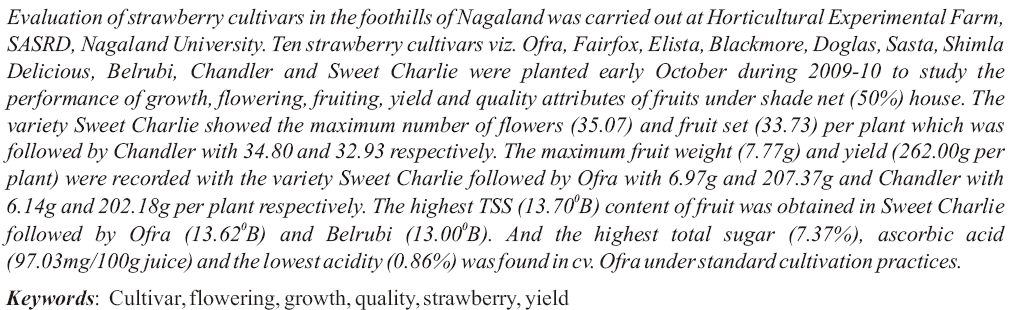 Evaluation of strawberry cultivars in the foothills of Nagaland was carried out at Horticultural Experimental Farm,
SASRD, Nagaland University. Ten strawberry cultivars viz. Ofra, Fairfox, Elista, Blackmore, Doglas, Sasta, Shimla
Delicious, Belrubi, Chandler and Sweet Charlie were planted early October during 2009-10 to study the
performance of growth, flowering, fruiting, yield and quality attributes of fruits under shade net (50%) house. The
variety Sweet Charlie showed the maximum number of flowers (35.07) and fruit set (33.73) per plant which was
followed by Chandler with 34.80 and 32.93 respectively. The maximum fruit weight (7.77g) and yield (262.00g per
plant) were recorded with the variety Sweet Charlie followed by Ofra with 6.97g and 207.37g and Chandler with
6.14g and 202.18g per plant respectively. The highest TSS (13.70⁰B) content of fruit was obtained in Sweet Charlie
followed by Ofra (13.62⁰B) and Belrubi (13.00⁰B). And the highest total sugar (7.37%), ascorbic acid
(97.03mg/100g juice) and the lowest acidity (0.86%) was found in cv. Ofra under standard cultivation practices.
Keywords: Cultivar, flowering, growth, quality, strawberry, yield